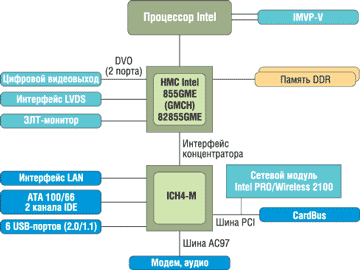 Процессор Intel
IMVP-V
DVO
(2 порта)
Цифровой видеовыход
Интерфейс LVDS
ЭЛТ-монитор
HMC Intel
855GME
(GMCH)
82855GME
Память DDR
Интерфейс
концентратора
Интерфейс LAN
ATA 100/66
2 канала IDE
6 USB-портов (2.0/1.1)
ICH4-M
Сетевой модуль
Intel PRO/Wireless 2100
Шина PCI
CardBus
Шина AC97
Модем, аудио